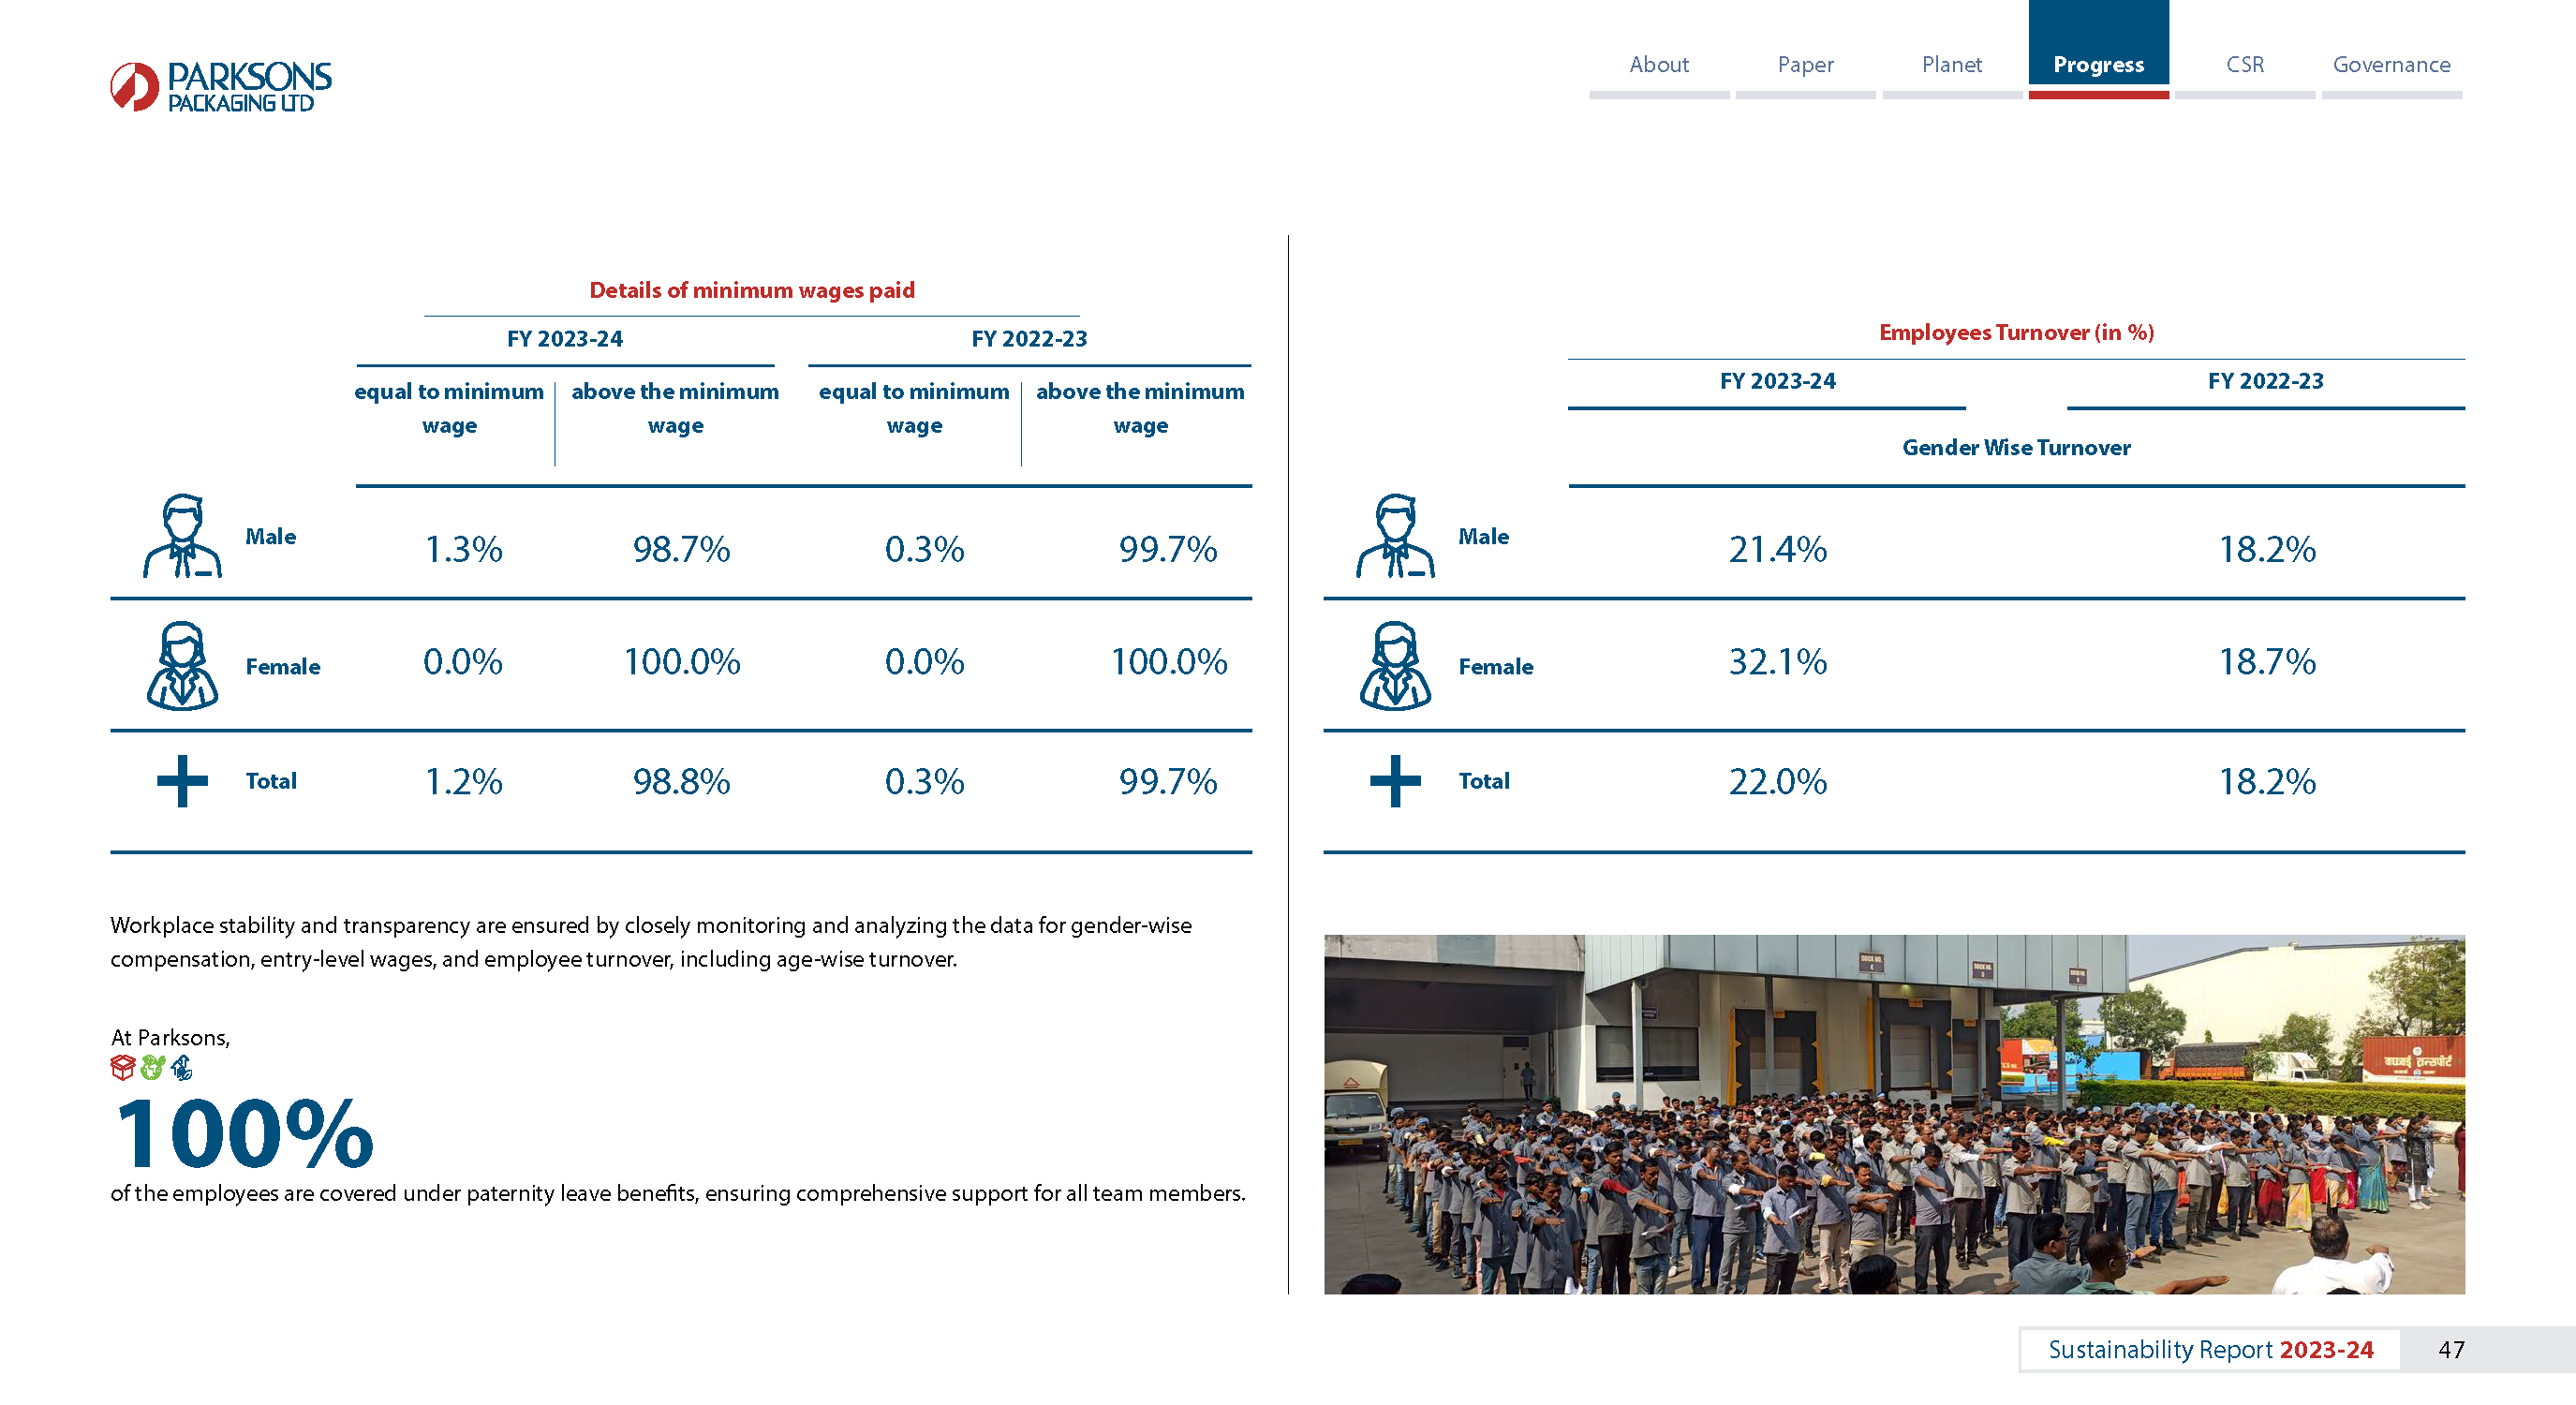 PARKSONS
PACKAGING LTD
About Paper Planet Progress CSR Governance
Details of minimum wages paid
FY 2023-24 FY 2022-23
equal to minimum wage above the minimum wage equal to minimum wage above the minimum wage
Male 1.3% 98.7% 0.3% 99.7%
Female 0.0% 100.0% 0.0% 100.0%
Total 1.2% 98.8% 0.3% 99.7%
Workplace stability and transparency are ensured by closely monitoring and analyzing the data for gender-wise
compensation, entry-level wages, and employee turnover, including age-wise turnover.
At Parksons,
100%
of the employees are covered under paternity leave benefits, ensuring comprehensive support for all team members.
Employees Turnover (in %)
FY 2023-24 FY 2022-23
Gender Wise Turnover
Male 21.4% 18.2%
Female 32.1% 18.7%
Total 22.0% 18.2%
DOCK NO.
4
DOCK NO.
DOCK NO.
Sustainability Report 2023-24 47